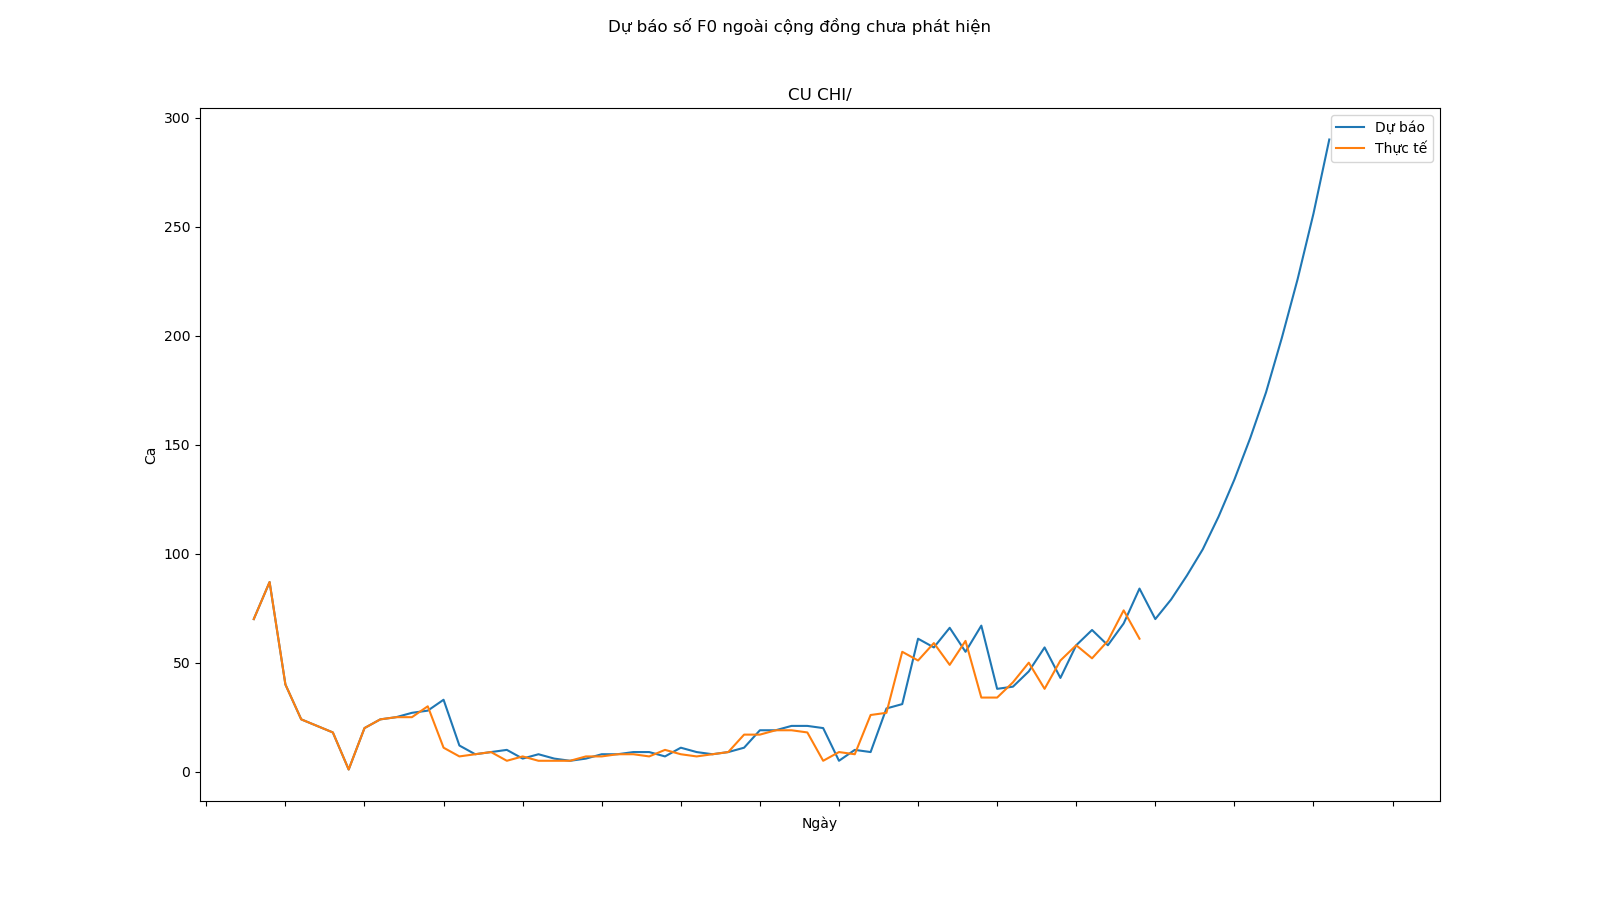 Dự báo số F0 ngoài cộng đồng chưa phát hiện
CU CHI/
300
250
200
150
100
50
0
Ca
Ngày
Dự báo
Thực tế